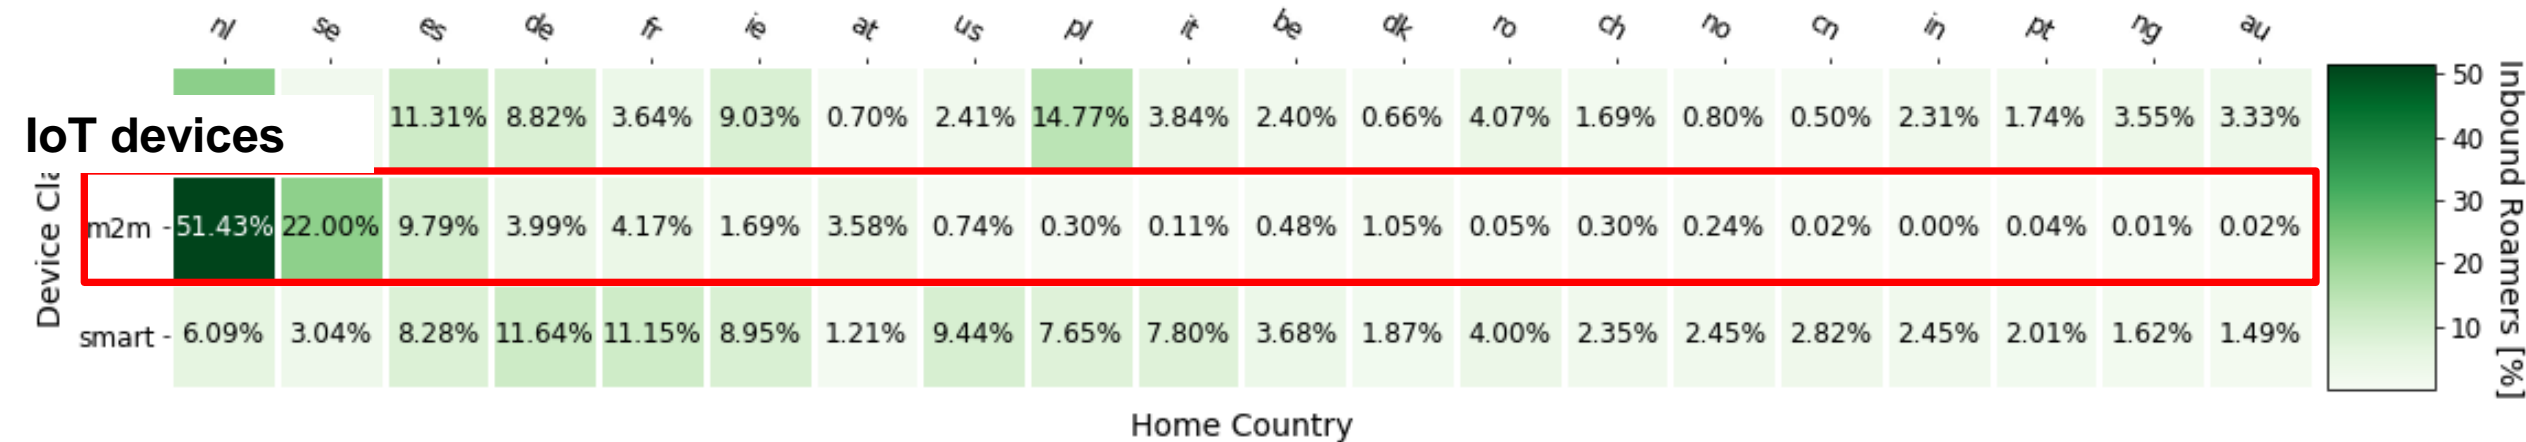 nl se es de fr ie at us pl it be dk ro ch no cn in pt ng au
11.31% 8.82% 3.64% 9.03% 0.70% 2.41% 14.77% 3.84% 2.40% 0.66% 4.07% 1.69% 0.80% 0.50% 2.31% 1.74% 3.55% 3.33%
IoT devices
m2m 51.43% 22.00% 9.79% 3.99% 4.17% 1.69% 3.58% 0.74% 0.30% 0.11% 0.48% 1.05% 0.05% 0.30% 0.24% 0.02% 0.00% 0.04% 0.01% 0.02%
smart 6.09% 3.04% 8.28% 11.64% 11.15% 8.95% 1.21% 9.44% 7.65% 7.80% 3.68% 1.87% 4.00% 2.35% 2.45% 2.82% 2.45% 2.01% 1.62% 1.49%
Home Country
Device
50
40
30
20
10
Inbound Roamers [%]